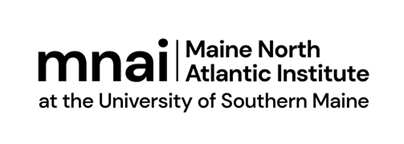 mnai | Maine North
Atlantic Institute
at the University of Southern Maine